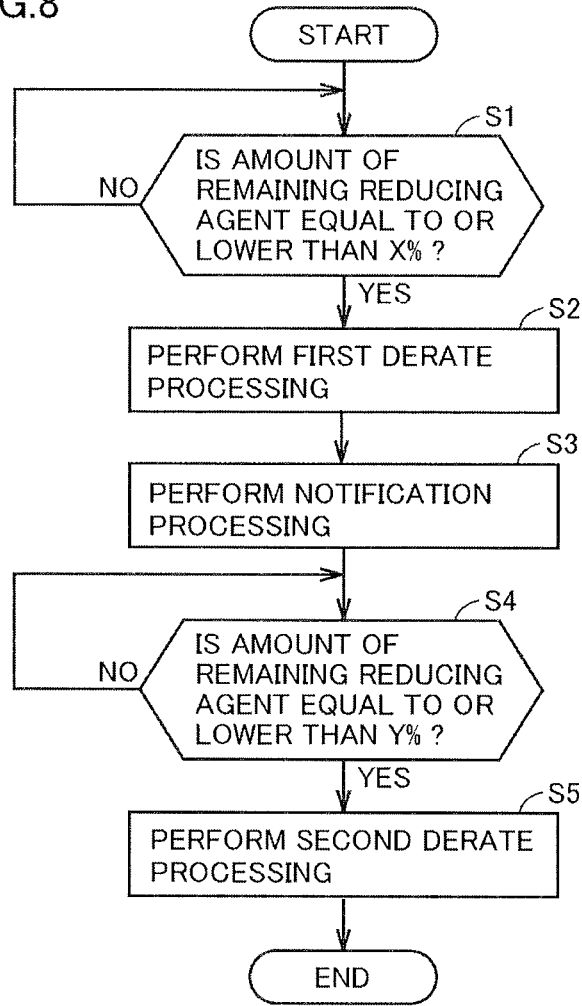 G.8
START
S1
IS AMOUNT OF
REMAINING REDUCING
AGENT EQUAL TO OR
LOWER THAN X% ?
NO
YES
S2
PERFORM FIRST DERATE
PROCESSING
S3
PERFORM NOTIFICATION
PROCESSING
S4
IS AMOUNT OF
REMAINING REDUCING
AGENT EQUAL TO OR
LOWER THAN Y% ?
NO
YES
S5
PERFORM SECOND DERATE
PROCESSING
END